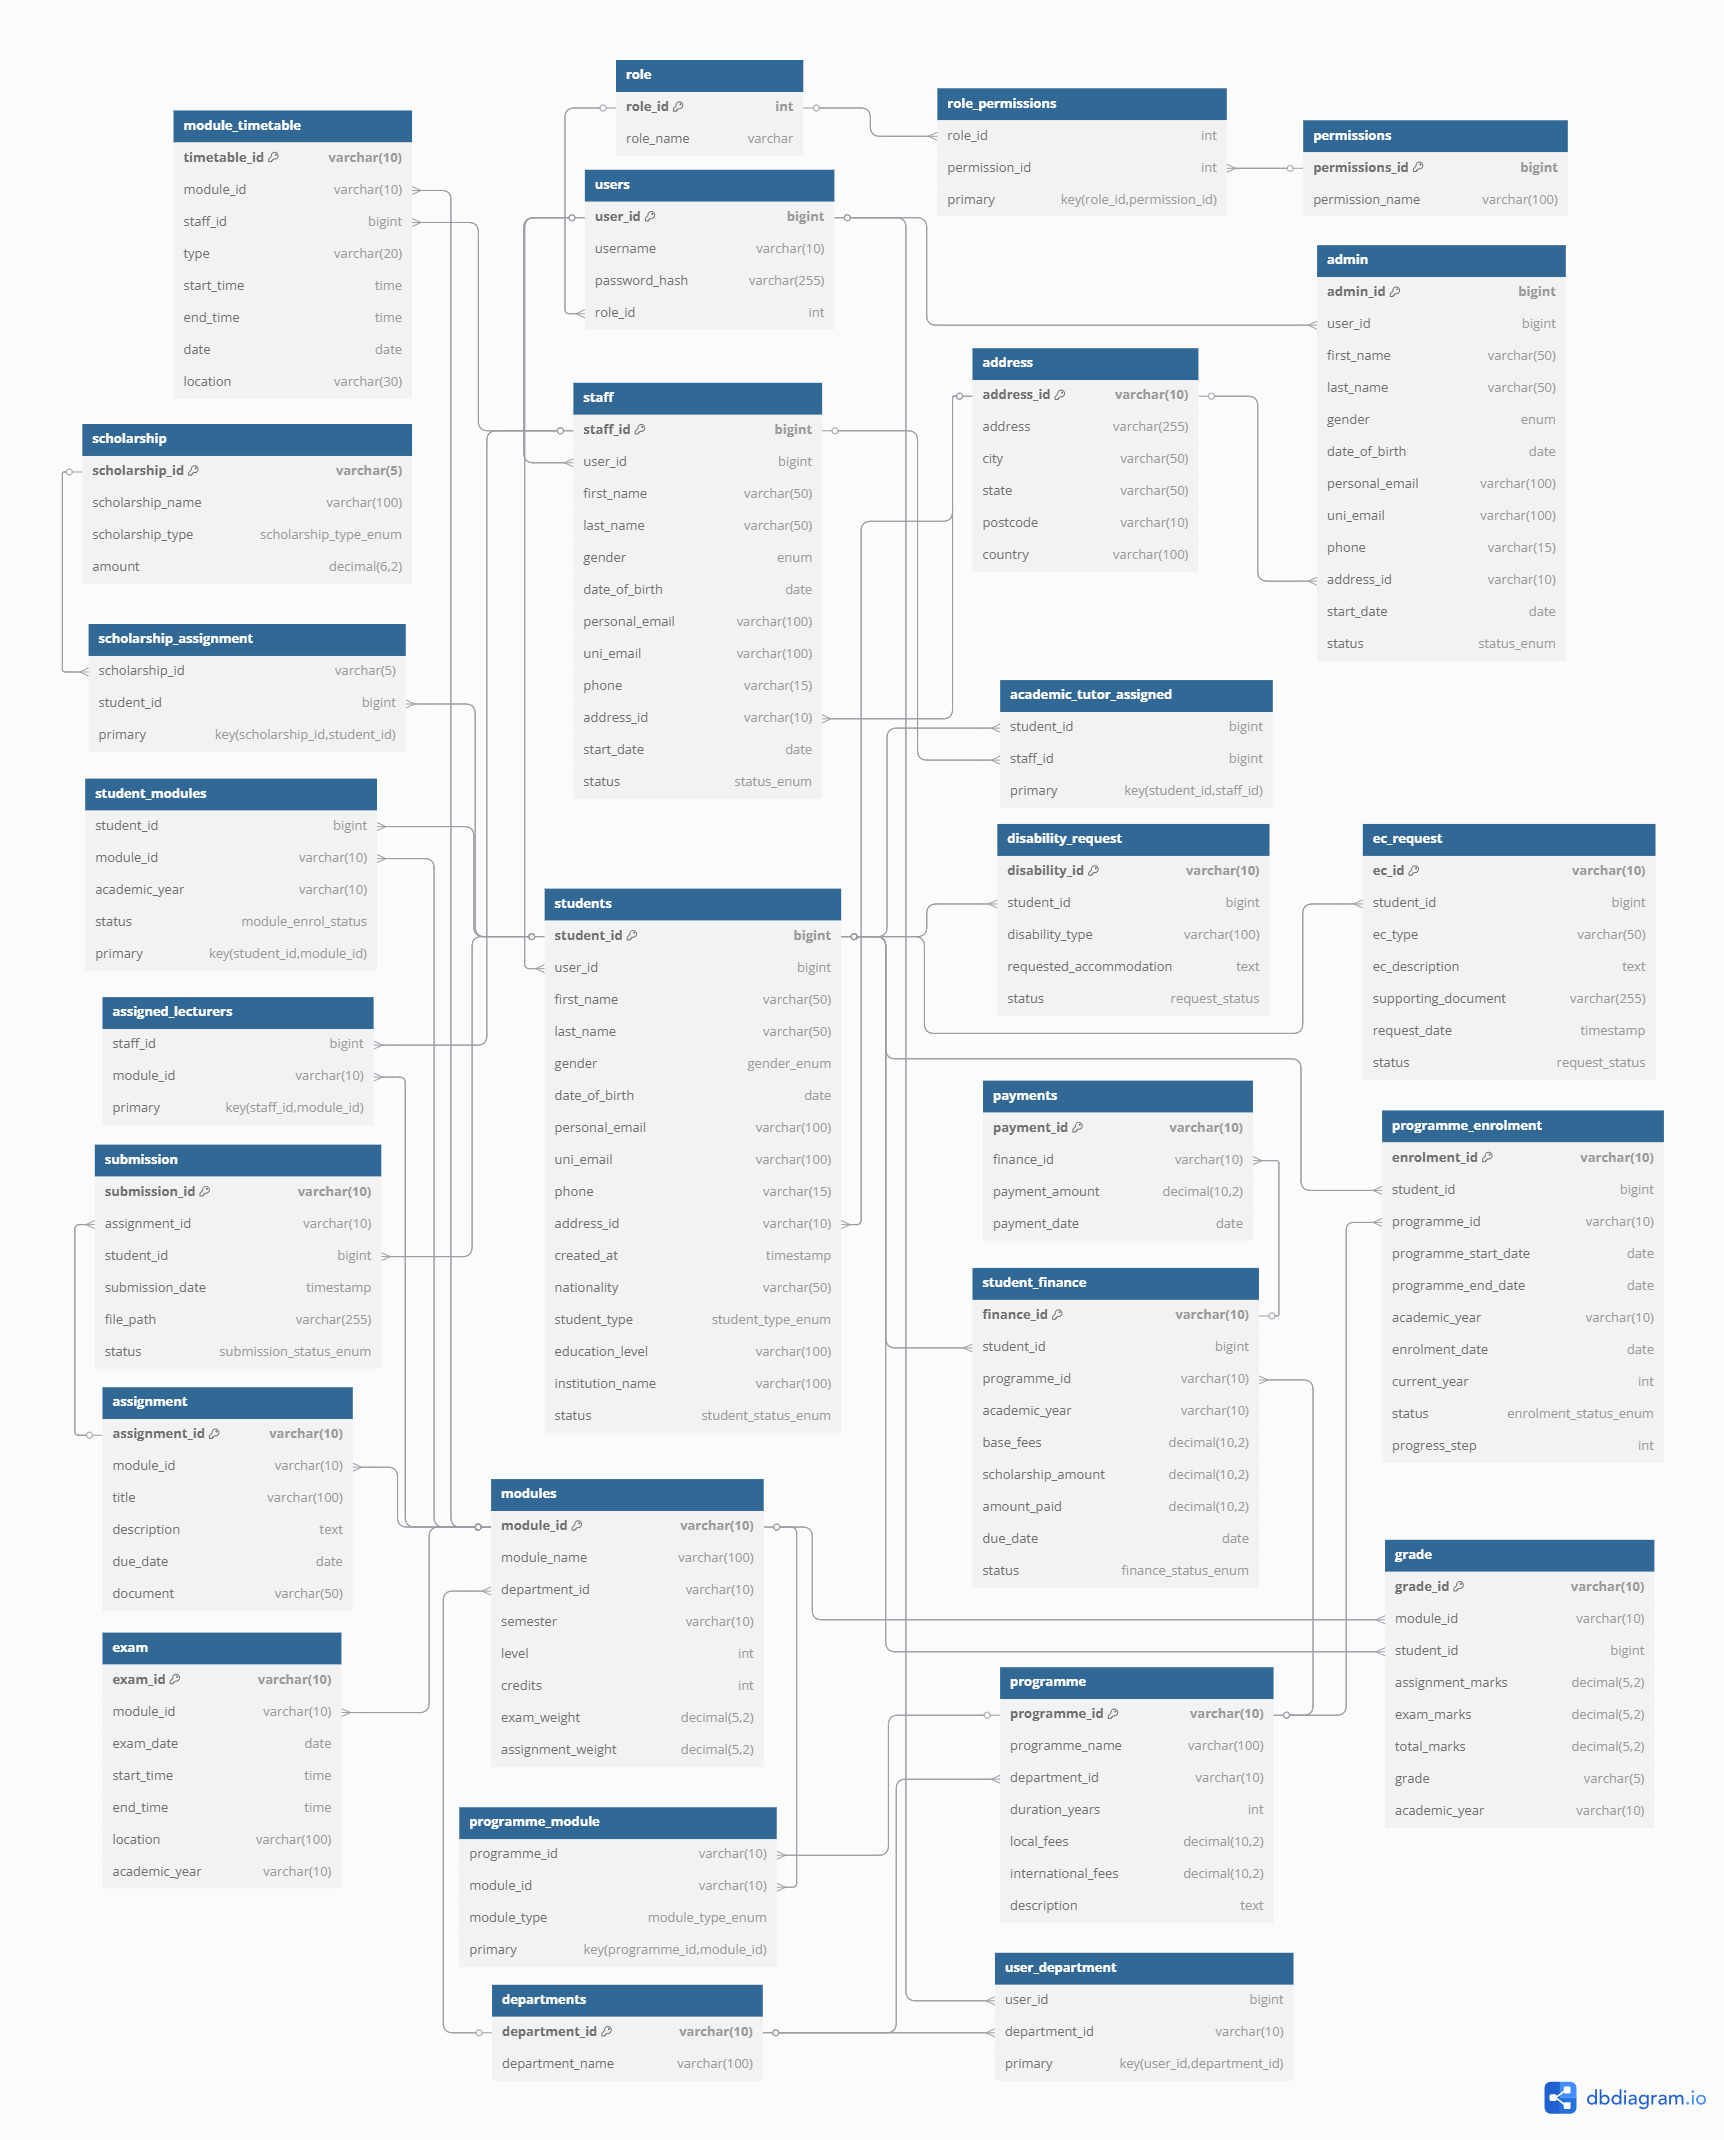 role
role_id int
role_name varchar
role_permissions
role_id int
permission_id int
primary key(role_id,permission_id)
permissions
permissions_id bigint
permission_name varchar(100)
module_timetable
timetable_id varchar(10)
module_id varchar(10)
staff_id bigint
type varchar(20)
start_time time
end_time time
date date
location varchar(30)
users
user_id bigint
username varchar(10)
password_hash varchar(255)
role_id int
admin
admin_id bigint
user_id bigint
first_name varchar(50)
last_name varchar(50)
gender enum
date_of_birth date
personal_email varchar(100)
uni_email varchar(100)
phone varchar(15)
address_id varchar(10)
start_date date
status status_enum
address
address_id varchar(10)
address varchar(255)
city varchar(50)
state varchar(50)
postcode varchar(10)
country varchar(100)
staff
staff_id bigint
user_id bigint
first_name varchar(50)
last_name varchar(50)
gender enum
date_of_birth date
personal_email varchar(100)
uni_email varchar(100)
phone varchar(15)
address_id varchar(10)
start_date date
status status_enum
scholarship
scholarship_id varchar(5)
scholarship_name varchar(100)
scholarship_type scholarship_type_enum
amount decimal(6,2)
scholarship_assignment
scholarship_id varchar(5)
student_id bigint
primary key(scholarship_id,student_id)
academic_tutor_assigned
student_id bigint
staff_id bigint
primary key(student_id,staff_id)
student_modules
student_id bigint
module_id varchar(10)
academic_year varchar(10)
status module_enrol_status
primary key(student_id,module_id)
disability_request
disability_id varchar(10)
student_id bigint
disability_type varchar(100)
requested_accommodation text
status request_status
ec_request
ec_id varchar(10)
student_id bigint
ec_type varchar(50)
ec_description text
supporting_document varchar(255)
request_date timestamp
status request_status
students
student_id bigint
user_id bigint
first_name varchar(50)
last_name varchar(50)
gender gender_enum
date_of_birth date
personal_email varchar(100)
uni_email varchar(100)
phone varchar(15)
address_id varchar(10)
created_at timestamp
nationality varchar(50)
student_type student_type_enum
education_level varchar(100)
institution_name varchar(100)
status student_status_enum
assigned_lecturers
staff_id bigint
module_id varchar(10)
primary key(staff_id,module_id)
payments
payment_id varchar(10)
finance_id varchar(10)
payment_amount decimal(10,2)
payment_date date
programme_enrolment
enrolment_id varchar(10)
student_id bigint
programme_id varchar(10)
programme_start_date date
programme_end_date date
academic_year varchar(10)
enrolment_date date
current_year int
status enrolment_status_enum
progress_step int
submission
submission_id varchar(10)
assignment_id varchar(10)
student_id bigint
submission_date timestamp
file_path varchar(255)
status submission_status_enum
student_finance
finance_id varchar(10)
student_id bigint
programme_id varchar(10)
academic_year varchar(10)
base_fees decimal(10,2)
scholarship_amount decimal(10,2)
amount_paid decimal(10,2)
due_date date
status finance_status_enum
assignment
assignment_id varchar(10)
module_id varchar(10)
title varchar(100)
description text
due_date date
document varchar(50)
modules
module_id varchar(10)
module_name varchar(100)
department_id varchar(10)
semester varchar(10)
level int
credits int
exam_weight decimal(5,2)
assignment_weight decimal(5,2)
grade
grade_id varchar(10)
module_id varchar(10)
student_id bigint
assignment_marks decimal(5,2)
exam_marks decimal(5,2)
total_marks decimal(5,2)
grade varchar(5)
academic_year varchar(10)
exam
exam_id varchar(10)
module_id varchar(10)
exam_date date
start_time time
end_time time
location varchar(100)
academic_year varchar(10)
programme
programme_id varchar(10)
programme_name varchar(100)
department_id varchar(10)
duration_years int
local_fees decimal(10,2)
international_fees decimal(10,2)
description text
programme_module
programme_id varchar(10)
module_id varchar(10)
module_type module_type_enum
primary key(programme_id,module_id)
user_department
user_id bigint
department_id varchar(10)
primary key(user_id,department_id)
departments
department_id varchar(10)
department_name varchar(100)
dbdiagram.io